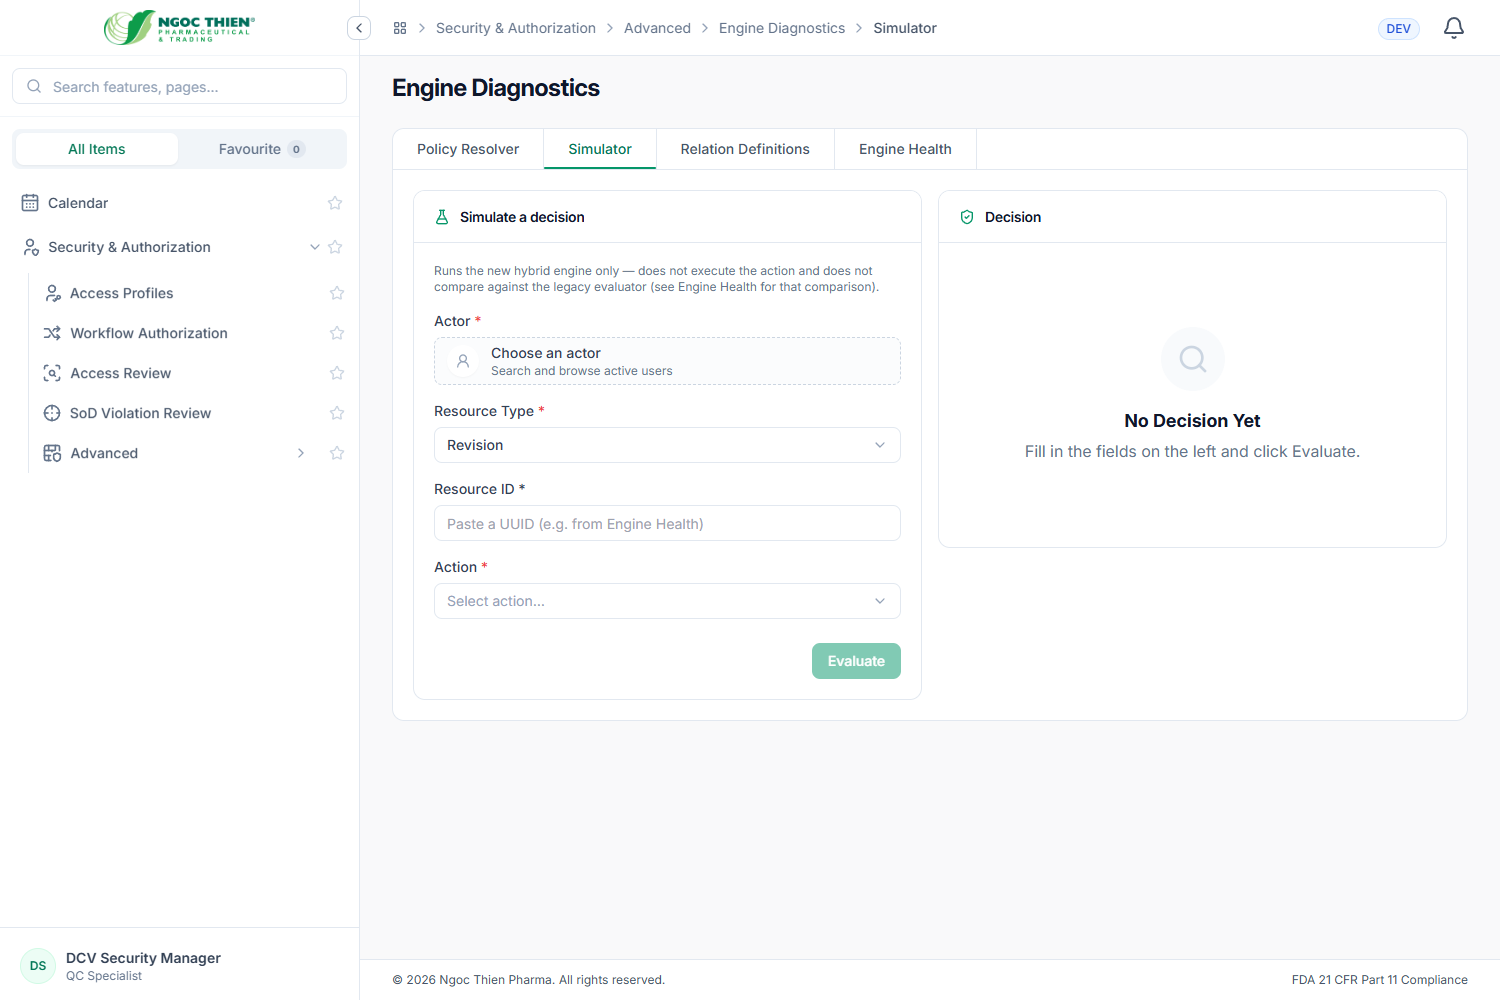 NGOC THIEN®
PHARMACEUTICAL
& TRADING
Search features, pages...
All Items
Favourite 0
Calendar
Security & Authorization
Access Profiles
Workflow Authorization
Access Review
SoD Violation Review
Advanced
DS
DCV Security Manager
QC Specialist
Security & Authorization
Advanced
Engine Diagnostics
Simulator
DEV
Engine Diagnostics
Policy Resolver
Simulator
Relation Definitions
Engine Health
Simulate a decision
Runs the new hybrid engine only — does not execute the action and does not
compare against the legacy evaluator (see Engine Health for that comparison).
Actor *
Choose an actor
Search and browse active users
Resource Type *
Revision
Resource ID *
Paste a UUID (e.g. from Engine Health)
Action *
Select action...
Evaluate
Decision
No Decision Yet
Fill in the fields on the left and click Evaluate.
© 2026 Ngoc Thien Pharma. All rights reserved.
FDA 21 CFR Part 11 Compliance